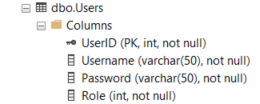 dbo.Users
Columns
UserID (PK, int, not null)
Username (varchar(50), not null)
Password (varchar(50), not null)
Role (int, not null)